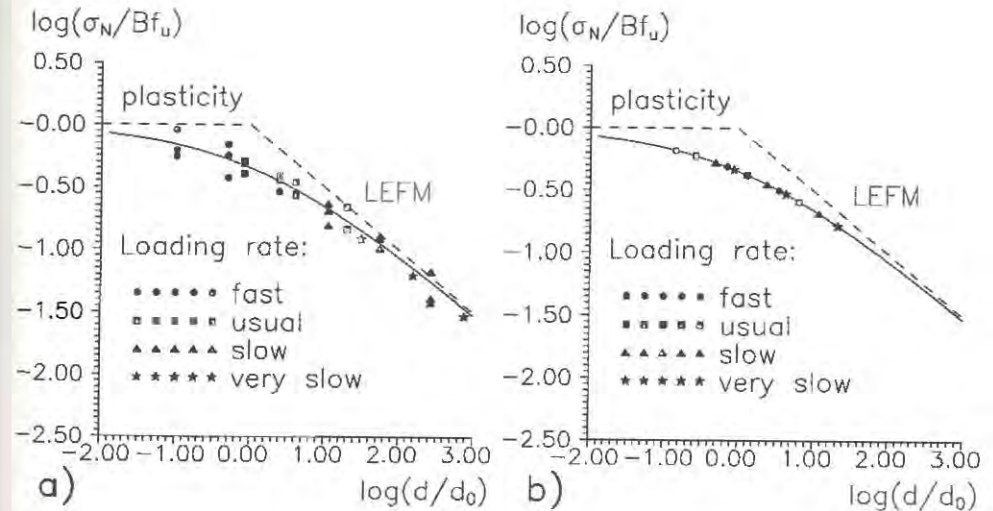 log(σN/Bfu)
0.50
−0.00
−0.50
−1.00
−1.50
−2.00
−2.50
plasticity
LEFM
Loading rate:
fast
usual
slow
very slow
−2.00 −1.00 0.00 1.00 2.00 3.00
a)
log(d/d0)
log(σN/Bfu)
0.50
−0.00
−0.50
−1.00
−1.50
−2.00
−2.50
plasticity
LEFM
Loading rate:
fast
usual
slow
very slow
−2.00 −1.00 0.00 1.00 2.00 3.00
b)
log(d/d0)